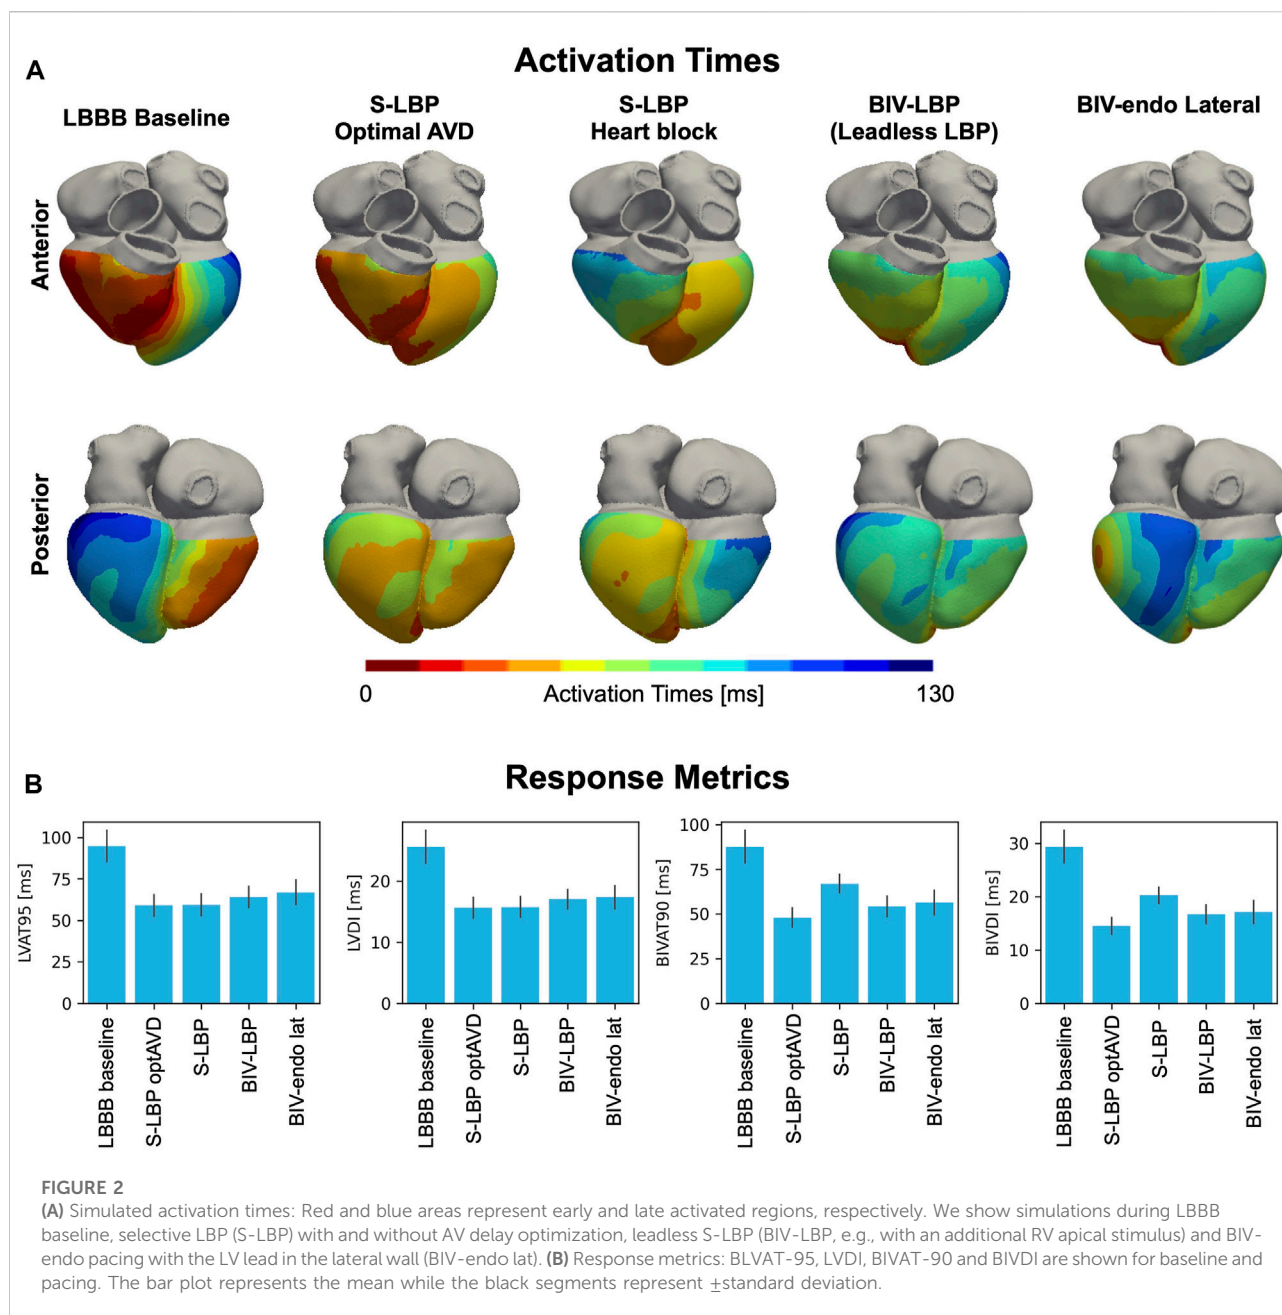 A
Activation Times
LBBB Baseline
S-LBP
Optimal AVD
S-LBP
Heart block
BIV-LBP
(Leadless LBP)
BIV-endo Lateral
Anterior
Posterior
0
Activation Times [ms]
130
B
Response Metrics
LVAT95 [ms]
100
75
50
25
0
LBBB baseline
S-LBP optAVD
S-LBP
BIV-LBP
BIV-endo lat
LVDI [ms]
20
10
0
LBBB baseline
S-LBP optAVD
S-LBP
BIV-LBP
BIV-endo lat
BIVAT90 [ms]
100
75
50
25
0
LBBB baseline
S-LBP optAVD
S-LBP
BIV-LBP
BIV-endo lat
BIVDI [ms]
30
20
10
0
LBBB baseline
S-LBP optAVD
S-LBP
BIV-LBP
BIV-endo lat
FIGURE 2
(A) Simulated activation times: Red and blue areas represent early and late activated regions, respectively. We show simulations during LBBB
baseline, selective LBP (S-LBP) with and without AV delay optimization, leadless S-LBP (BIV-LBP, e.g., with an additional RV apical stimulus) and BIV-
endo pacing with the LV lead in the lateral wall (BIV-endo lat). (B) Response metrics: BLVAT-95, LVDI, BIVAT-90 and BIVDI are shown for baseline and
pacing. The bar plot represents the mean while the black segments represent ±standard deviation.